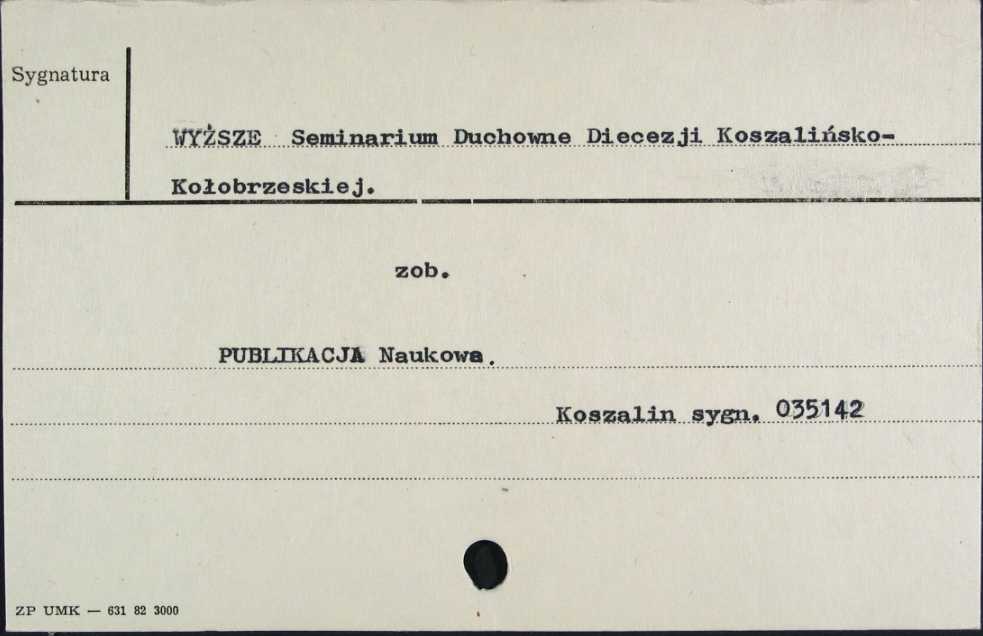 Sygnatura
WYŻSZE Seminarium Duchowne Diecezji Koszalińsko-
Kołobrzeskiej.
zob.
PUBLIKACJA Naukowa.
Koszalin sygn. 035142
ZP UMK — 631 82 3000